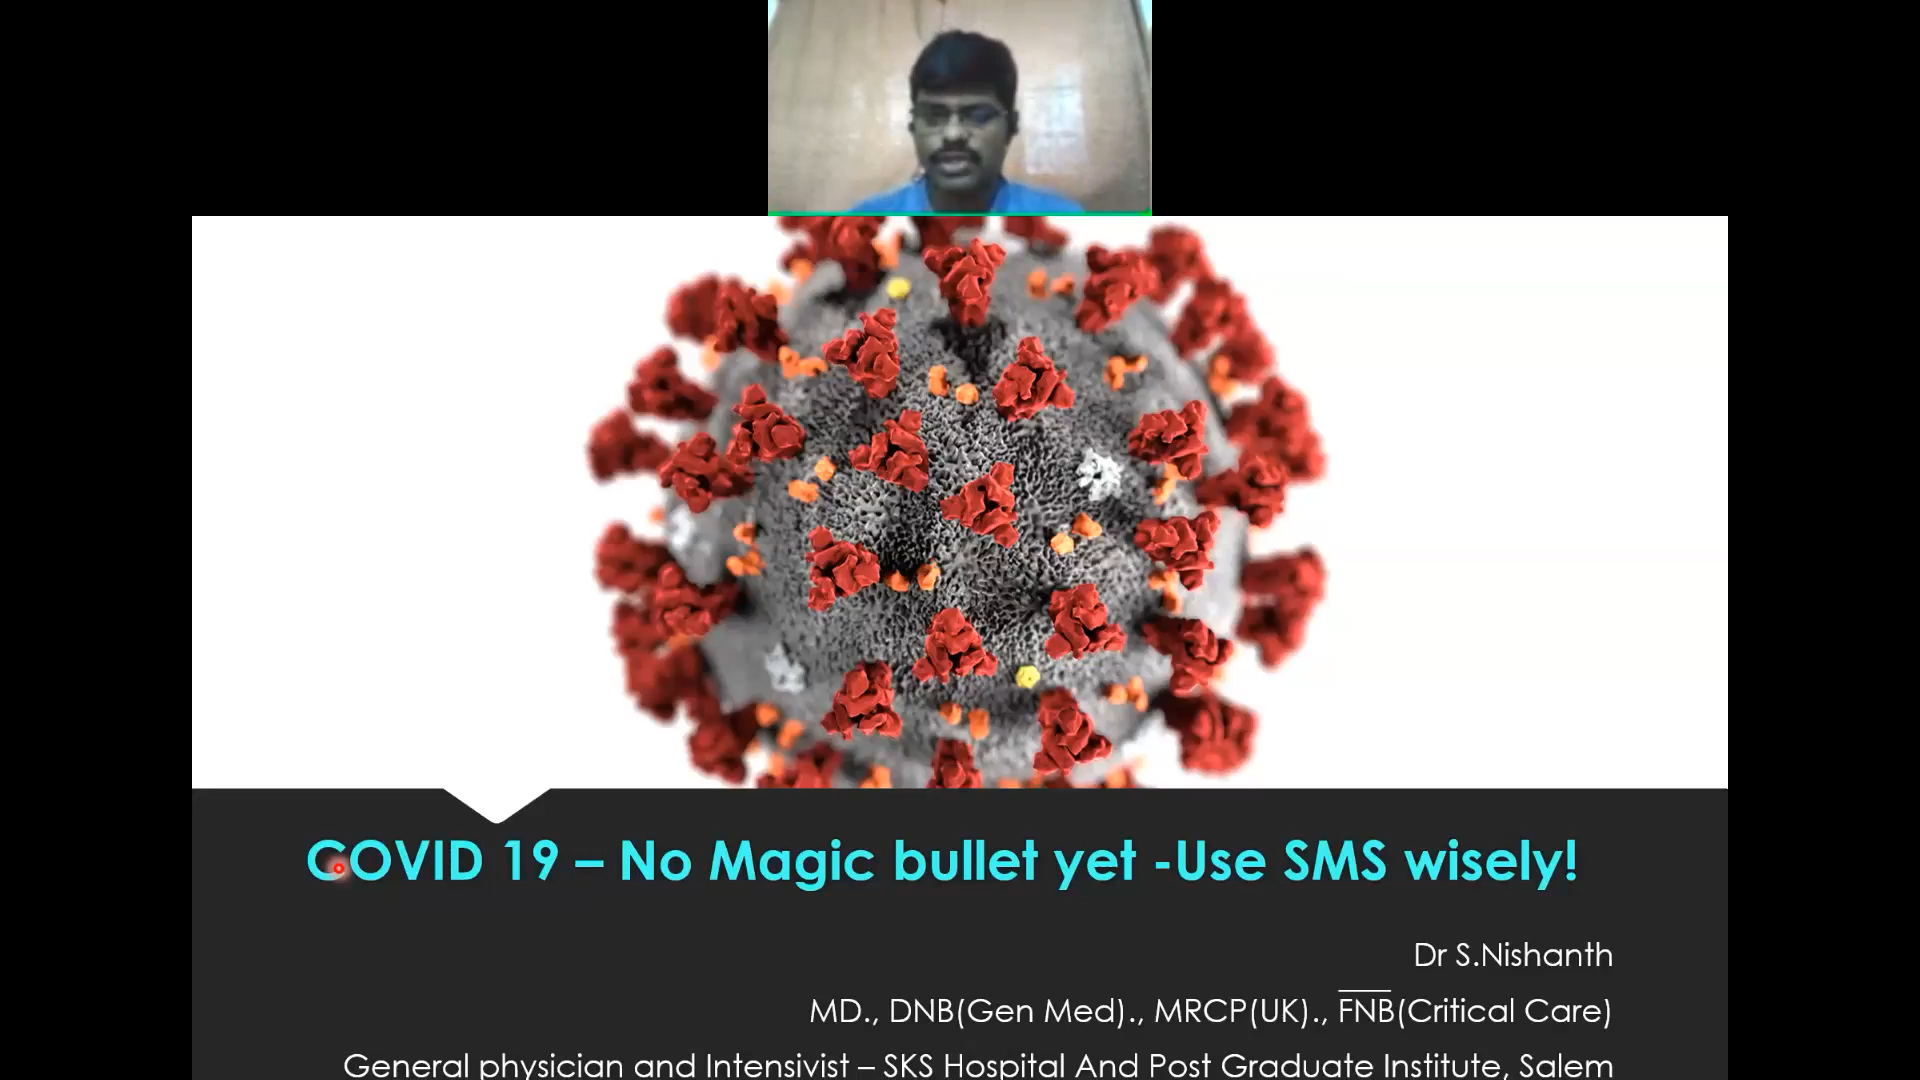 COVID 19 – No Magic bullet yet -Use SMS wisely!
Dr S.Nishanth
MD., DNB(Gen Med)., MRCP(UK)., FNB(Critical Care)
General physician and Intensivist – SKS Hospital And Post Graduate Institute, Salem